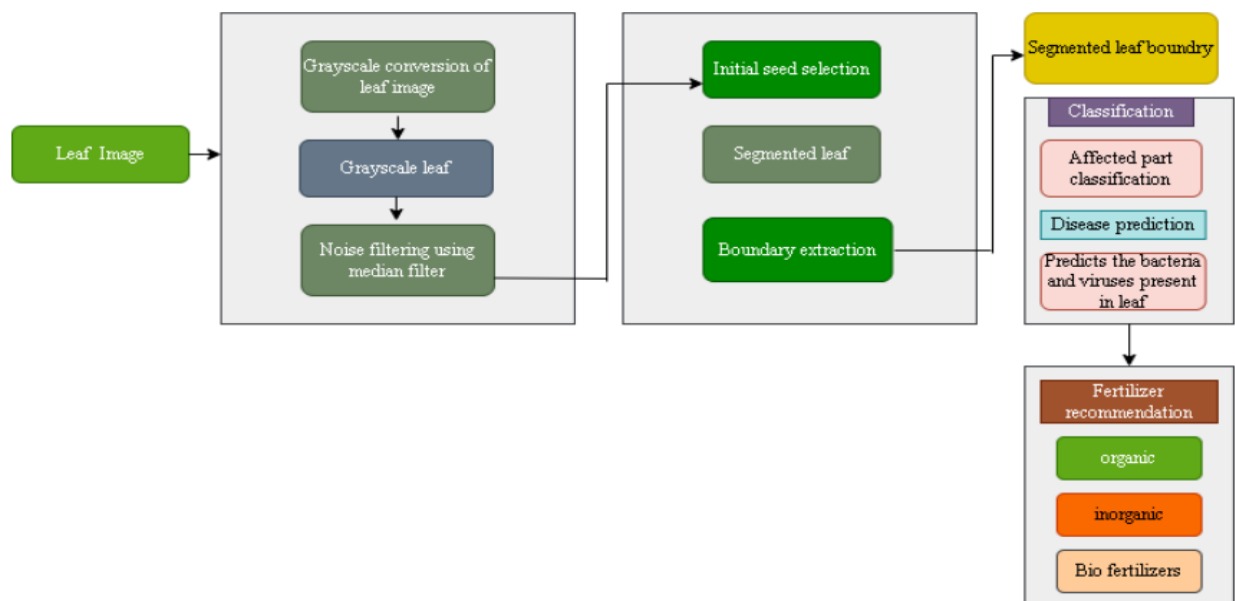 Leaf Image
Grayscale conversion of
leaf image
Grayscale leaf
Noise filtering using
median filter
Initial seed selection
Segmented leaf
Boundary extraction
Segmented leaf boundry
Classification
Affected part
classification
Disease prediction
Predicts the bacteria
and viruses present
in leaf
Fertilizer
recommendation
organic
inorganic
Bio fertilizers